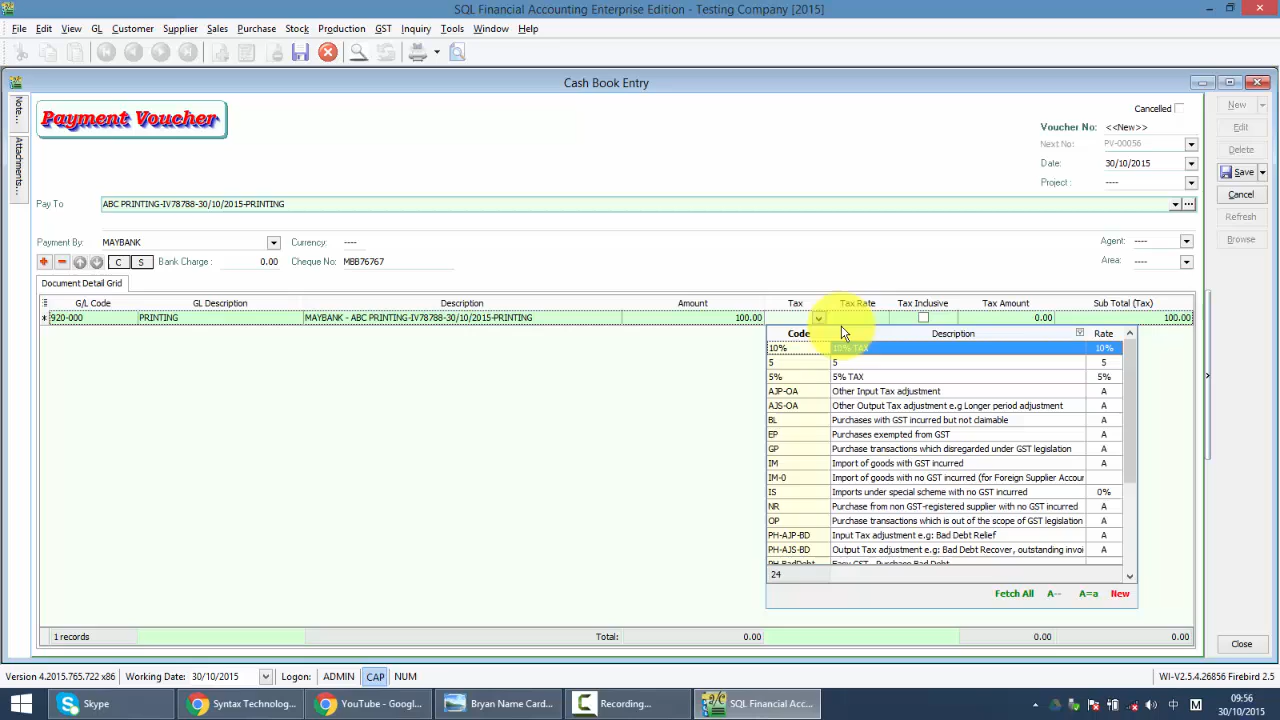 SQL Financial Accounting Enterprise Edition - Testing Company [2015]
File Edit View GL Customer Supplier Sales Purchase Stock Production GST Inquiry Tools Window Help
Cash Book Entry
Note...
Attachments...
Payment Voucher
Cancelled
Voucher No: <<New>>
Next No: PV-00056
Date: 30/10/2015
Project : ----
Pay To ABC PRINTING-IV78788-30/10/2015-PRINTING
Payment By: MAYBANK Currency: ---- Agent: ----
C S Bank Charge : 0.00 Cheque No: MBB76767 Area: ----
New
Edit
Delete
Save
Cancel
Refresh
Browse
Document Detail Grid
G/L Code GL Description Description Amount Tax Tax Rate Tax Inclusive Tax Amount Sub Total (Tax)
920-000 PRINTING MAYBANK - ABC PRINTING-IV78788-30/10/2015-PRINTING 100.00 0.00 100.00
Code Description Rate
10% 10% TAX 10%
5 5 5
5% 5% TAX 5%
AJP-OA Other Input Tax adjustment A
AJS-OA Other Output Tax adjustment e.g Longer period adjustment A
BL Purchases with GST incurred but not claimable A
EP Purchases exempted from GST A
GP Purchase transactions which disregarded under GST legislation A
IM Import of goods with GST incurred A
IM-0 Import of goods with no GST incurred (for Foreign Supplier Accour
IS Imports under special scheme with no GST incurred 0%
NR Purchase from non GST-registered supplier with no GST incurred A
OP Purchase transactions which is out of the scope of GST legislation A
PH-AJP-BD Input Tax adjustment e.g: Bad Debt Relief A
PH-AJS-BD Output Tax adjustment e.g: Bad Debt Recover, outstanding invoi A
PH-BadDebt Easy GST - Purchase Bad Debt
24
Fetch All A-- A=a New
1 records Total: 0.00 0.00 0.00
Close
Version 4.2015.765.722 x86 Working Date: 30/10/2015 Logon: ADMIN CAP NUM WI-V2.5.4.26856 Firebird 2.5
Skype Syntax Technolog... YouTube - Googl... Bryan Name Card... Recording... SQL Financial Acc... 中 M 09:56
30/10/2015